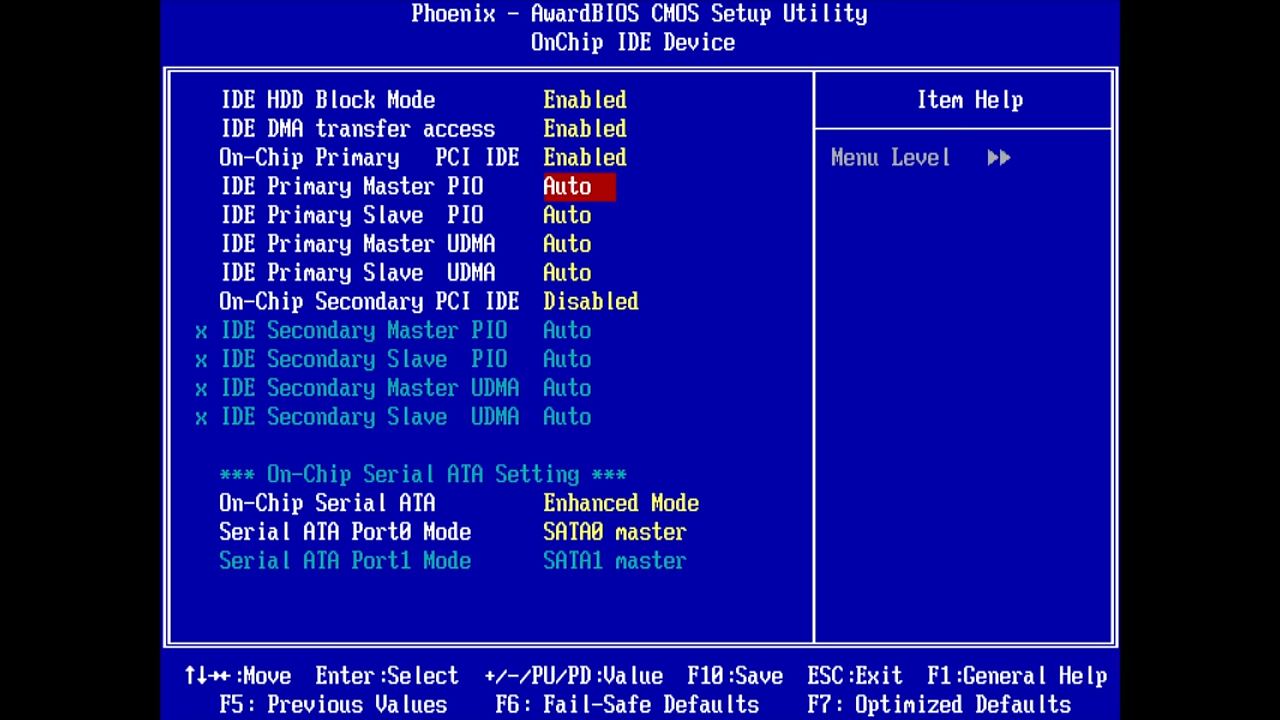 Phoenix - AwardBIOS CMOS Setup Utility
OnChip IDE Device
IDE HDD Block Mode Enabled
IDE DMA transfer access Enabled
On-Chip Primary PCI IDE Enabled
IDE Primary Master PIO Auto
IDE Primary Slave PIO Auto
IDE Primary Master UDMA Auto
IDE Primary Slave UDMA Auto
On-Chip Secondary PCI IDE Disabled
x IDE Secondary Master PIO Auto
x IDE Secondary Slave PIO Auto
x IDE Secondary Master UDMA Auto
x IDE Secondary Slave UDMA Auto
*** On-Chip Serial ATA Setting ***
On-Chip Serial ATA Enhanced Mode
Serial ATA Port0 Mode SATA0 master
Serial ATA Port1 Mode SATA1 master
Item Help
Menu Level ▶▶
↑↓→←:Move Enter:Select +/-/PU/PD:Value F10:Save ESC:Exit F1:General Help
F5: Previous Values F6: Fail-Safe Defaults F7: Optimized Defaults